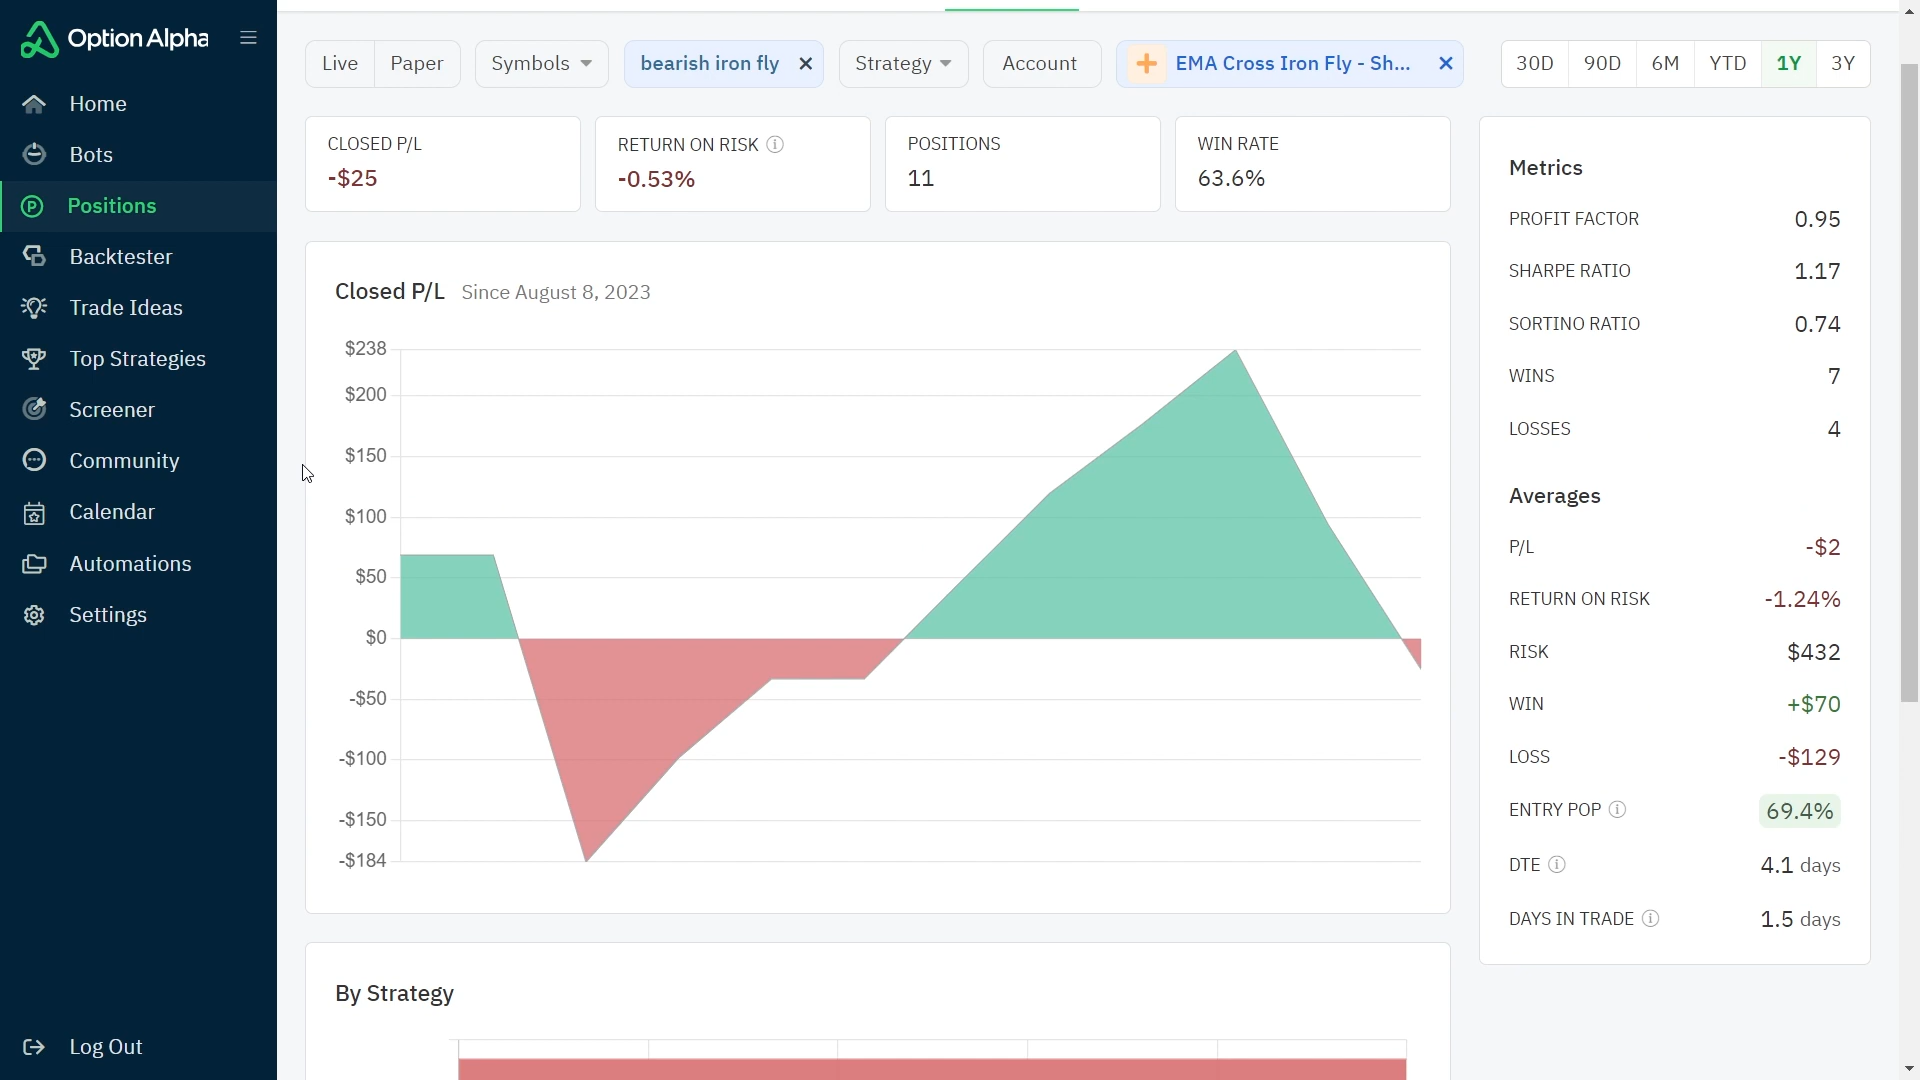 Option Alpha
Home
Bots
Positions
Backtester
Trade Ideas
Top Strategies
Screener
Community
Calendar
Automations
Settings
Log Out
Live Paper Symbols bearish iron fly Strategy Account EMA Cross Iron Fly - Sh... 30D 90D 6M YTD 1Y 3Y
CLOSED P/L
-$25
RETURN ON RISK
-0.53%
POSITIONS
11
WIN RATE
63.6%
Closed P/L Since August 8, 2023
$238
$200
$150
$100
$50
$0
-$50
-$100
-$150
-$184
By Strategy
Metrics
PROFIT FACTOR 0.95
SHARPE RATIO 1.17
SORTINO RATIO 0.74
WINS 7
LOSSES 4
Averages
P/L -$2
RETURN ON RISK -1.24%
RISK $432
WIN +$70
LOSS -$129
ENTRY POP 69.4%
DTE 4.1 days
DAYS IN TRADE 1.5 days